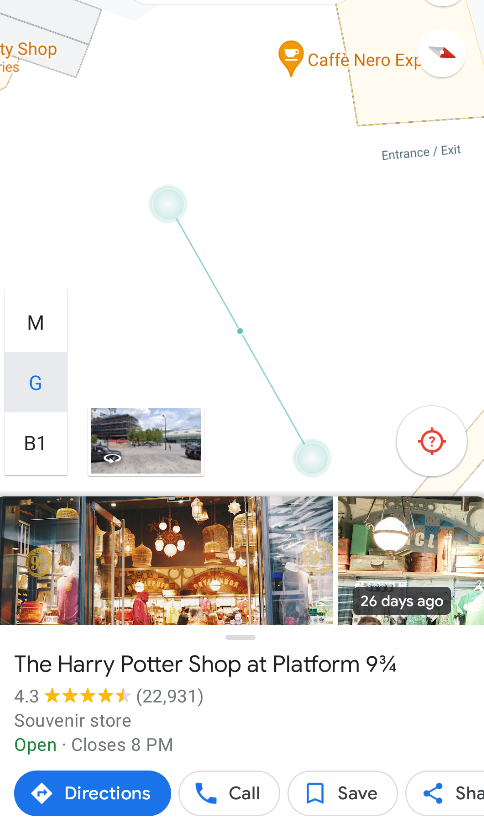 ty Shop
ries
Caffè Nero Exp
Entrance / Exit
M
G
B1
?
26 days ago
The Harry Potter Shop at Platform 9¾
4.3 (22,931)
Souvenir store
Open · Closes 8 PM
Directions
Call
Save
Sha